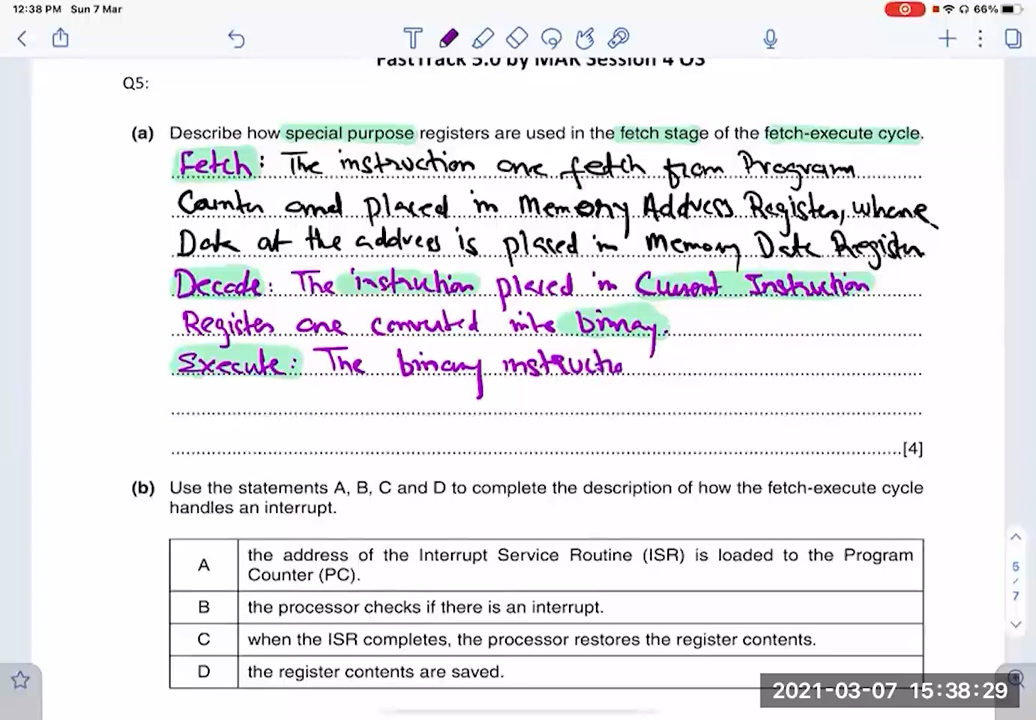 12:38 PM Sun 7 Mar
66%
FastTrack 5.0 by MAK Session 4 OS
Q5:
(a) Describe how special purpose registers are used in the fetch stage of the fetch-execute cycle.
Fetch: The instruction one fetch from Program
Counter and placed in Memory Address Register, where
Data at the address is placed in Memory Data Register
Decode: The instruction placed in Current Instruction
Register one converted into binary.
Execute: The binary instructio
[4]
(b) Use the statements A, B, C and D to complete the description of how the fetch-execute cycle
handles an interrupt.
A the address of the Interrupt Service Routine (ISR) is loaded to the Program
Counter (PC).
B the processor checks if there is an interrupt.
C when the ISR completes, the processor restores the register contents.
D the register contents are saved.
5
/
7
2021-03-07 15:38:29